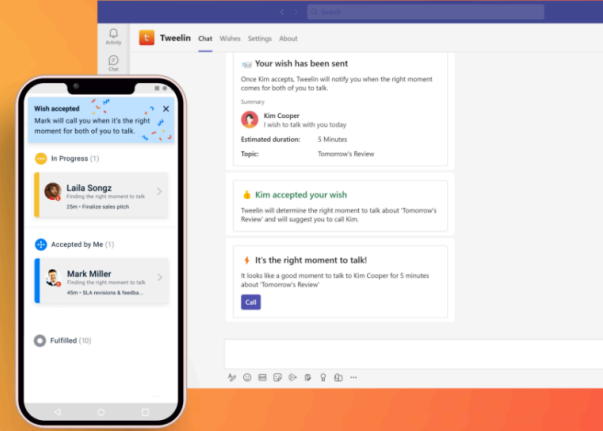 Search
Activity
Chat
Tweelin
Chat Wishes Settings About
Your wish has been sent
Once Kim accepts, Tweelin will notify you when the right moment
comes for both of you to talk.
Summary
Kim Cooper
I wish to talk with you today
Estimated duration: 5 Minutes
Topic: Tomorrow's Review
Kim accepted your wish
Tweelin will determine the right moment to talk about 'Tomorrow's
Review' and will suggest you to call Kim.
It's the right moment to talk!
It looks like a good moment to talk to Kim Cooper for 5 minutes
about 'Tomorrow's Review'
Call
Wish accepted
Mark will call you when it's the right
moment for both of you to talk.
In Progress (1)
Laila Songz
Finding the right moment to talk
25m • Finalize sales pitch
Accepted by Me (1)
Mark Miller
Finding the right moment to talk
45m • SLA revisions & feedba...
Fulfilled (10)